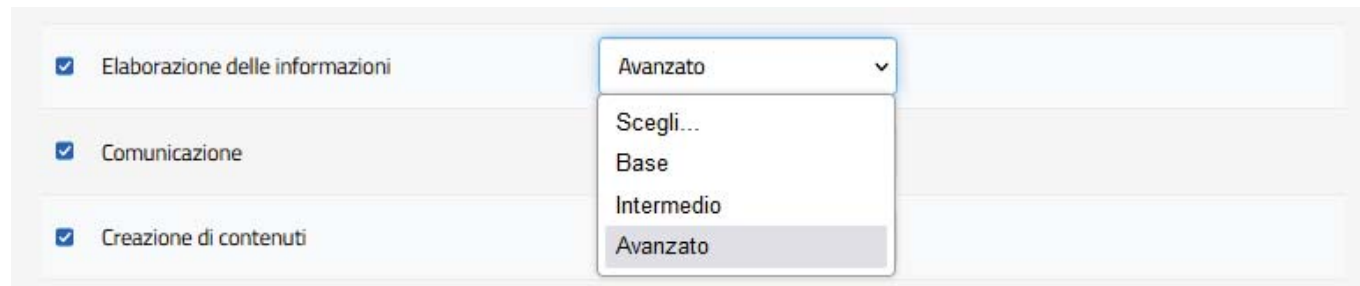 Elaborazione delle informazioni
Avanzato
Scegli...
Comunicazione
Base
Intermedio
Creazione di contenuti
Avanzato